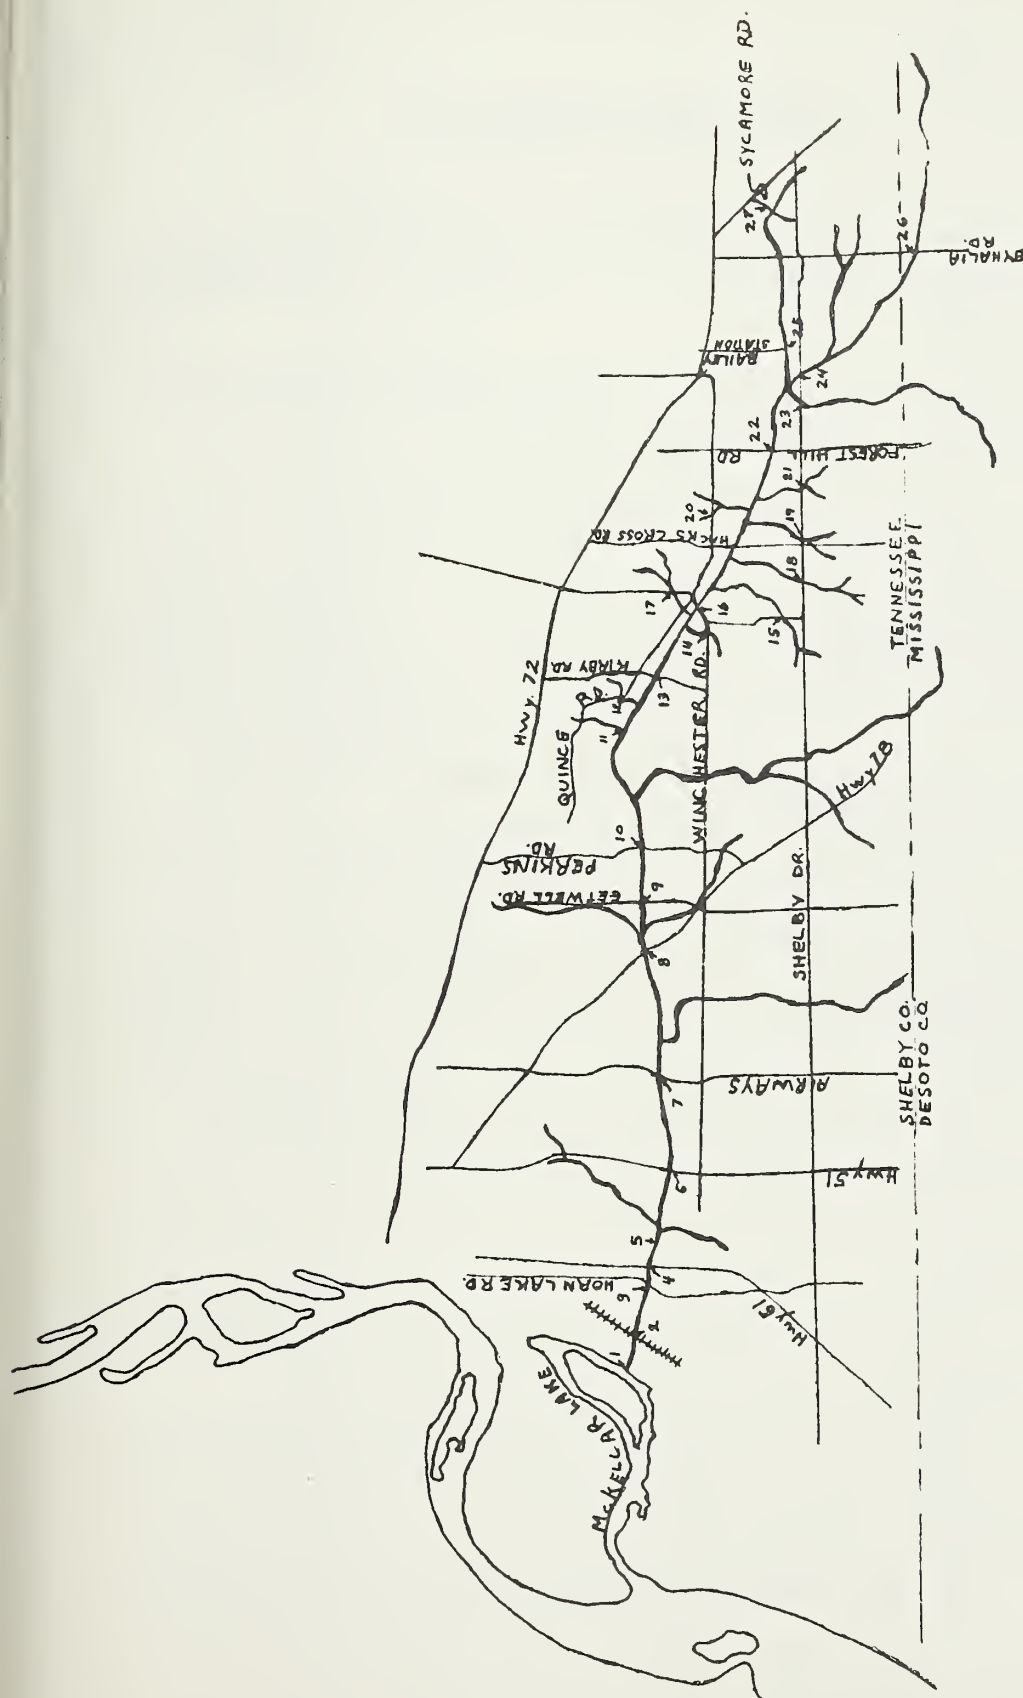 SYCAMORE RD.
27
28
26
BYHALIA
RD.
25
BAILEY
STATION
24
23
22
FOREST HILL
RD
21
20
19
HACKS CROSS RD.
18
TENNESSEE
MISSISSIPPI
17
16
15
14
KIRBY RD
13
12
11
HWY. 72
QUINCE
RD.
WINCHESTER RD.
HWY 78
10
PERKINS
RD.
9
GETWELL RD.
8
SHELBY DR.
SHELBY CO.
DESOTO CO
AIRWAYS
7
HWY 51
6
5
4
HORN LAKE RD.
3
HWY 61
2
1
McKELLAR LAKE